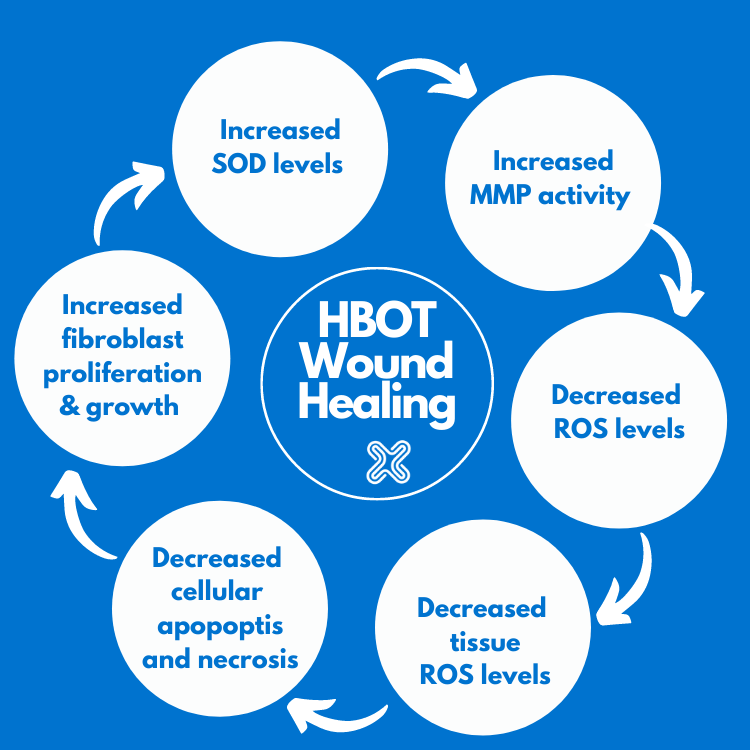 Increased
SOD levels
Increased
MMP activity
Decreased
ROS levels
Decreased
tissue
ROS levels
Decreased
cellular
apopoptis
and necrosis
Increased
fibroblast
proliferation
& growth
HBOT
Wound
Healing